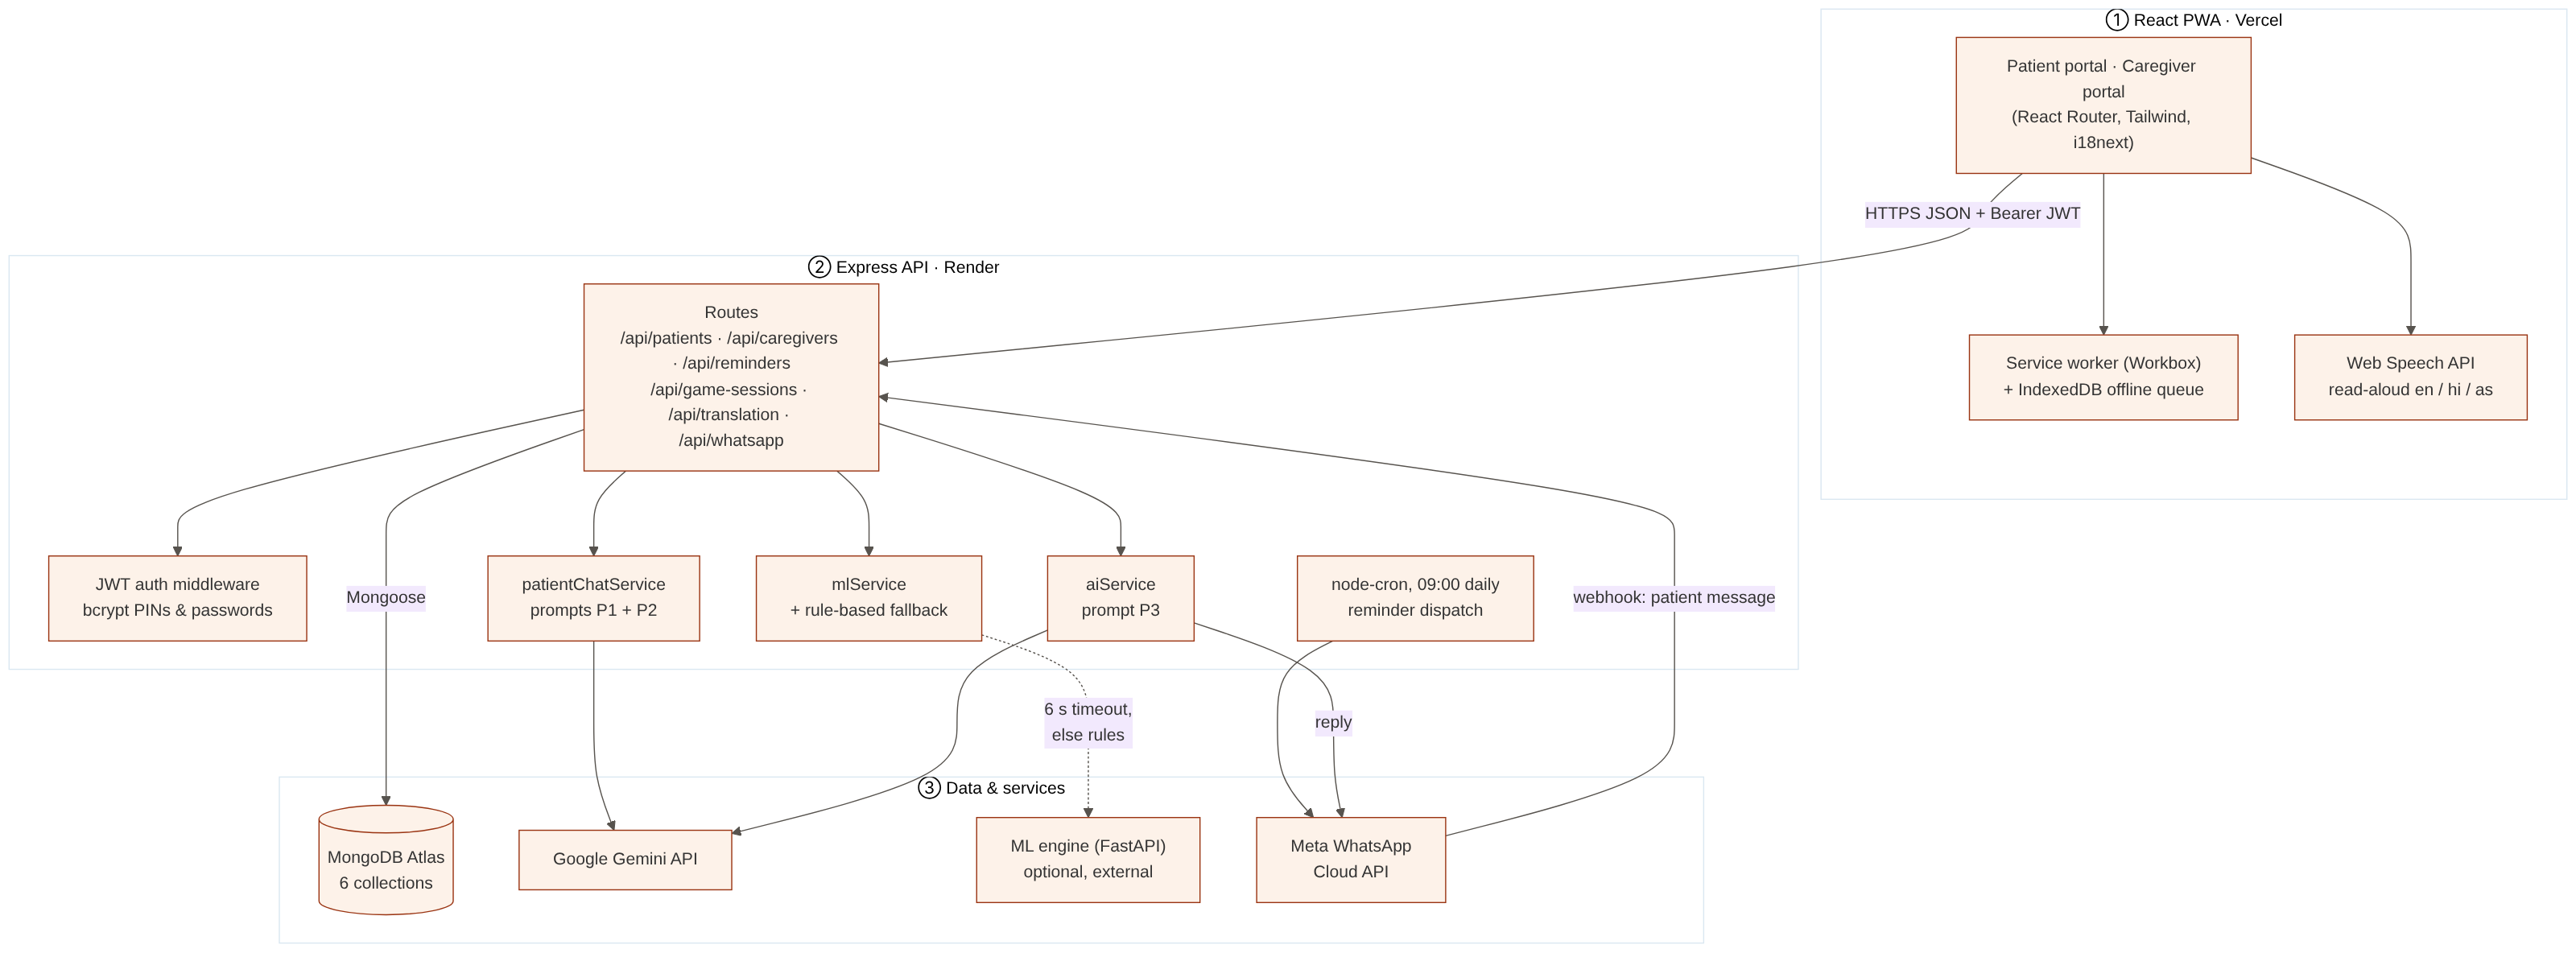 ① React PWA · Vercel
Patient portal · Caregiver
portal
(React Router, Tailwind,
i18next)
HTTPS JSON + Bearer JWT
Service worker (Workbox)
+ IndexedDB offline queue
Web Speech API
read-aloud en / hi / as
② Express API · Render
Routes
/api/patients · /api/caregivers
· /api/reminders
/api/game-sessions ·
/api/translation ·
/api/whatsapp
JWT auth middleware
bcrypt PINs & passwords
Mongoose
patientChatService
prompts P1 + P2
mlService
+ rule-based fallback
aiService
prompt P3
node-cron, 09:00 daily
reminder dispatch
webhook: patient message
6 s timeout,
else rules
reply
③ Data & services
MongoDB Atlas
6 collections
Google Gemini API
ML engine (FastAPI)
optional, external
Meta WhatsApp
Cloud API